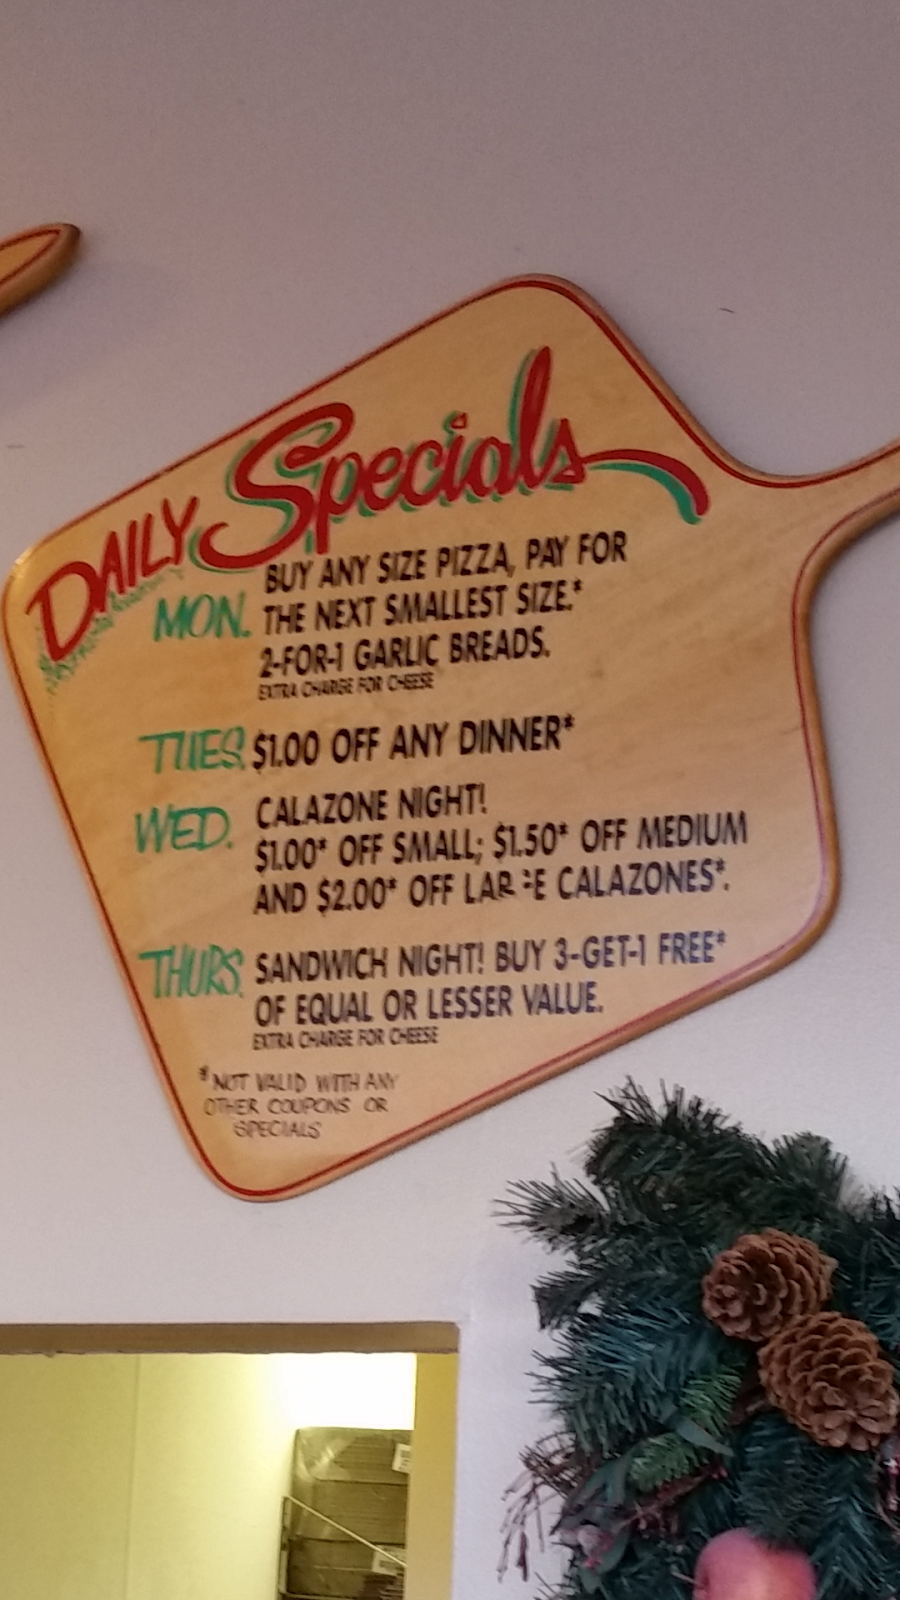 DAILY Specials
MON. BUY ANY SIZE PIZZA, PAY FOR
THE NEXT SMALLEST SIZE.*
2-FOR-1 GARLIC BREADS.
EXTRA CHARGE FOR CHEESE
TUES. $1.00 OFF ANY DINNER*
WED. CALAZONE NIGHT!
$1.00* OFF SMALL; $1.50* OFF MEDIUM
AND $2.00* OFF LARGE CALAZONES*.
THURS. SANDWICH NIGHT! BUY 3-GET-1 FREE*
OF EQUAL OR LESSER VALUE.
EXTRA CHARGE FOR CHEESE
*NOT VALID WITH ANY
OTHER COUPONS OR
SPECIALS